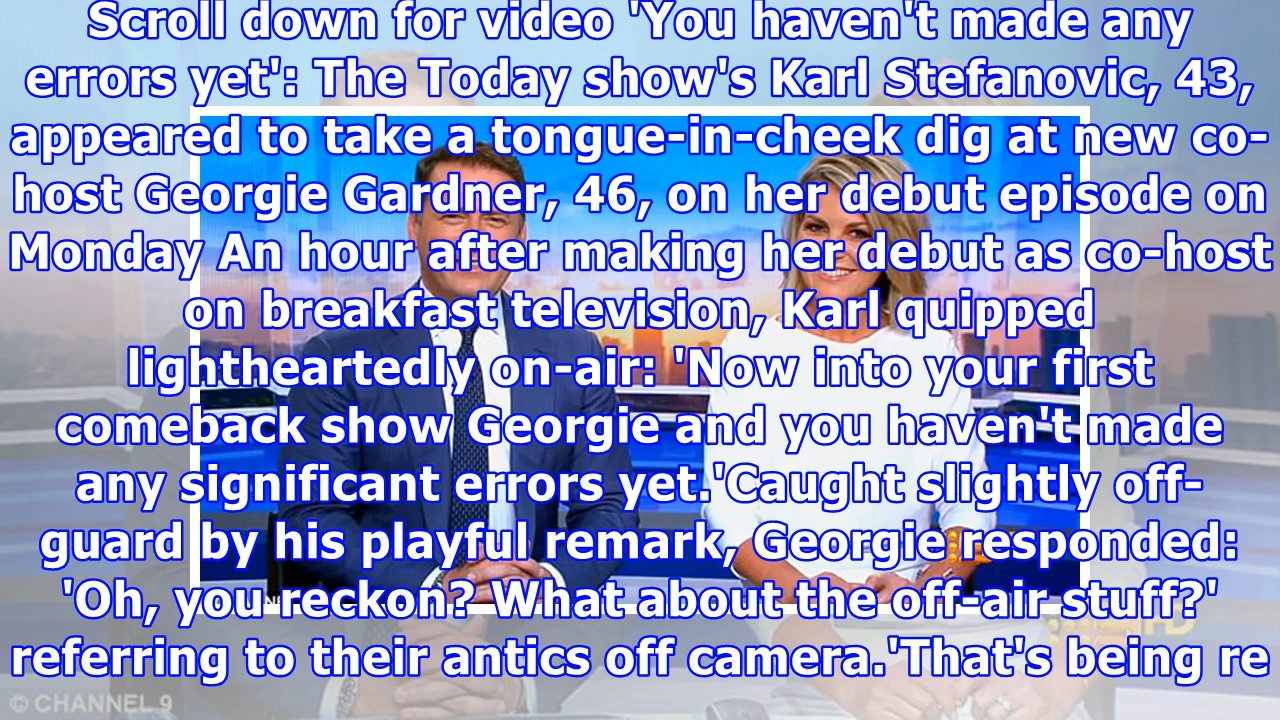 Scroll down for video 'You haven't made any
errors yet': The Today show's Karl Stefanovic, 43,
appeared to take a tongue-in-cheek dig at new co-
host Georgie Gardner, 46, on her debut episode on
Monday An hour after making her debut as co-host
on breakfast television, Karl quipped
lightheartedly on-air: 'Now into your first
comeback show Georgie and you haven't made
any significant errors yet.'Caught slightly off-
guard by his playful remark, Georgie responded:
'Oh, you reckon? What about the off-air stuff?'
referring to their antics off camera.'That's being re
© CHANNEL 9